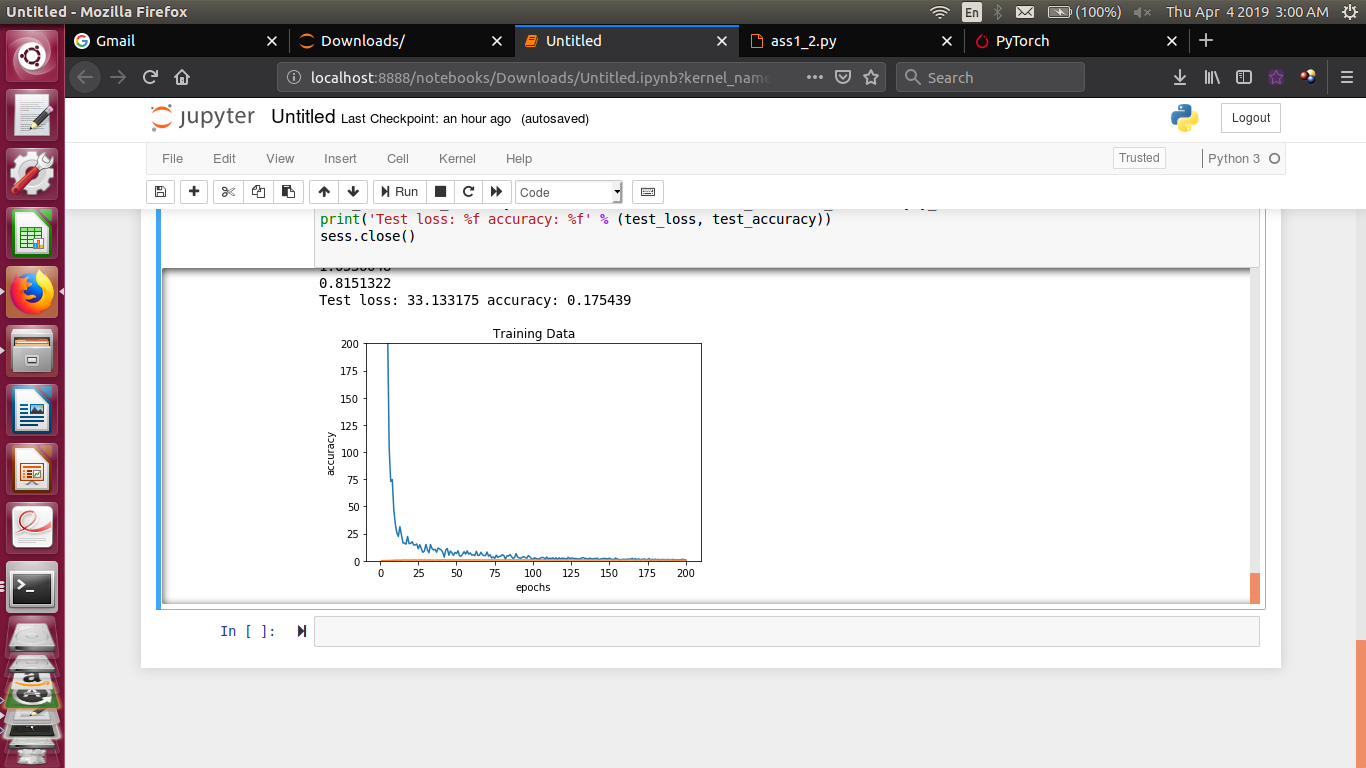 Untitled - Mozilla Firefox
En
(100%)
Thu Apr 4 2019 3:00 AM
Gmail
Downloads/
Untitled
ass1_2.py
PyTorch
localhost:8888/notebooks/Downloads/Untitled.ipynb?kernel_name
Search
jupyter
Untitled Last Checkpoint: an hour ago (autosaved)
Logout
File Edit View Insert Cell Kernel Help
Trusted
Python 3
Run
Code
print('Test loss: %f accuracy: %f' % (test_loss, test_accuracy))
sess.close()
0.8151322
Test loss: 33.133175 accuracy: 0.175439
Training Data
200
175
150
125
100
75
50
25
0
accuracy
0 25 50 75 100 125 150 175 200
epochs
In [ ]: